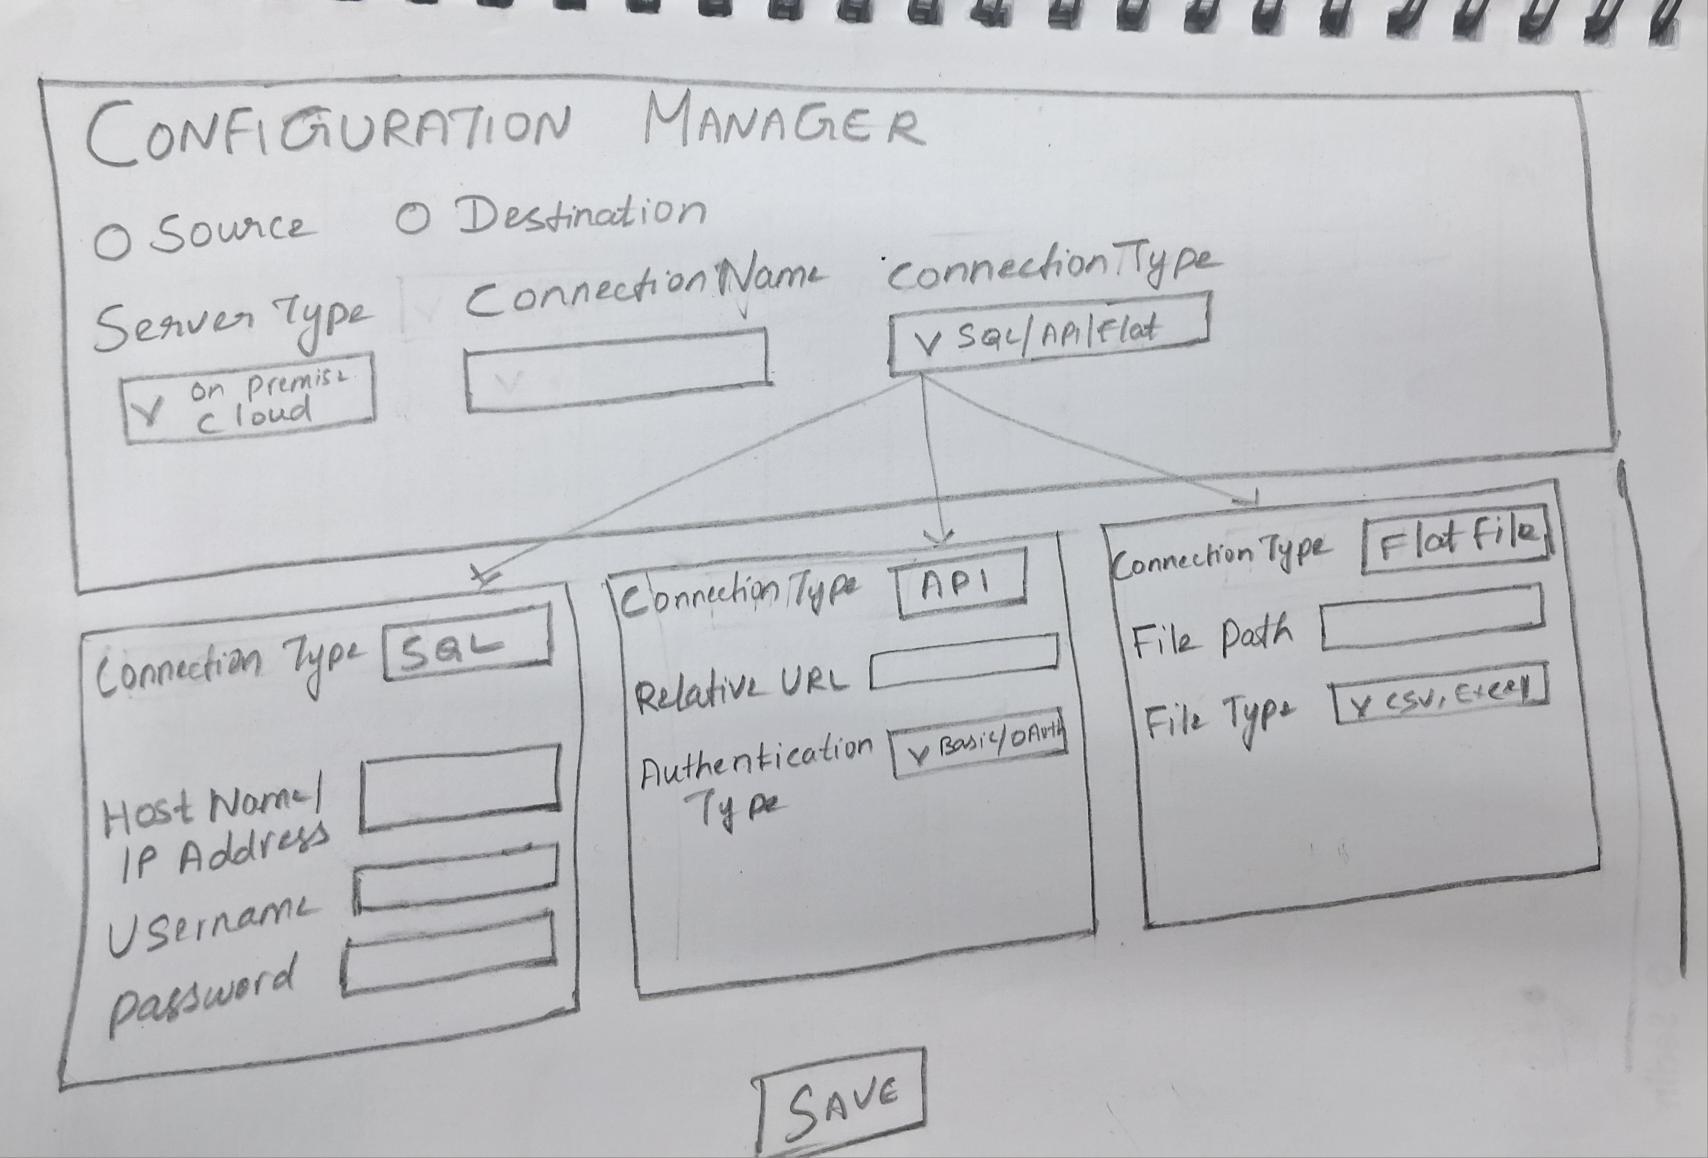 CONFIGURATION MANAGER
Source Destination
Server Type Connection Name Connection Type
On Premise
Cloud
SQL/API/Flat
Connection Type SQL
Host Name/
IP Address
Username
Password
Connection Type API
Relative URL
Authentication
Type
Basic/OAuth
Connection Type Flat File
File Path
File Type CSV, Excel
SAVE